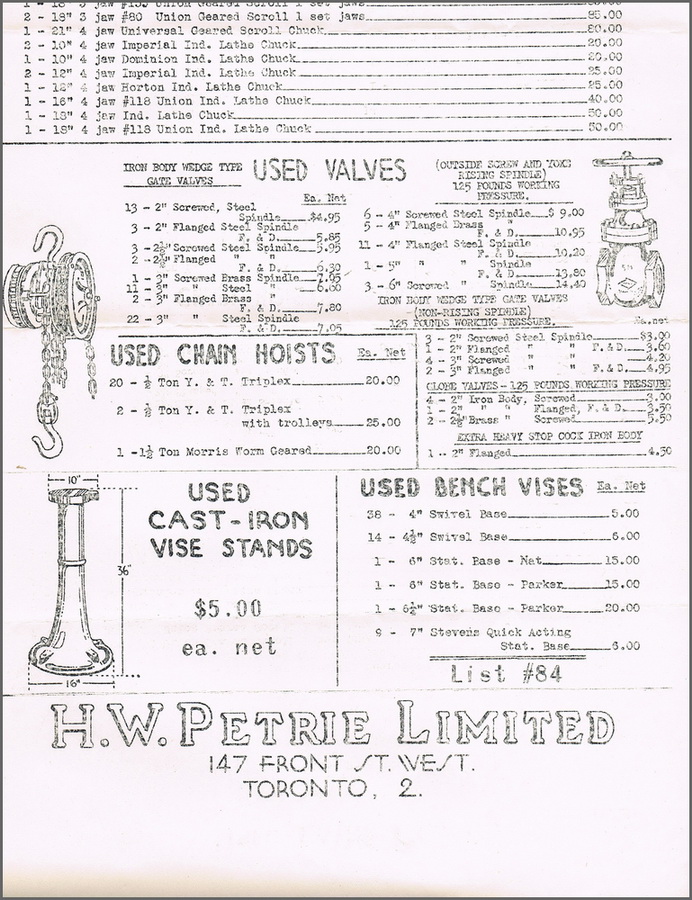 2 - 18" 3 jaw #80 Union Geared Scroll 1 set jaws 85.00
1 - 21" 4 jaw Universal Geared Scroll Chuck 80.00
2 - 10" 4 jaw Imperial Ind. Lathe Chuck 20.00
1 - 10" 4 jaw Dominion Ind. Lathe Chuck 20.00
2 - 12" 4 jaw Imperial Ind. Lathe Chuck 25.00
1 - 12" 4 jaw Horton Ind. Lathe Chuck 25.00
1 - 16" 4 jaw #118 Union Ind. Lathe Chuck 40.00
1 - 18" 4 jaw Ind. Lathe Chuck 50.00
1 - 18" 4 jaw #118 Union Ind. Lathe Chuck 50.00
USED VALVES
IRON BODY WEDGE TYPE
GATE VALVES
Ea. Net
13 - 2" Screwed, Steel
Spindle $4.95
3 - 2" Flanged Steel Spindle
F. & D. 5.85
3 - 2½" Screwed Steel Spindle 5.95
2 - 2½" Flanged " "
F. & D. 6.30
1 - 3" Screwed Brass Spindle 7.65
11 - 3" " Steel " 6.60
2 - 3" Flanged Brass "
F. & D. 7.80
22 - 3" " Steel Spindle
F. & D. 7.05
(OUTSIDE SCREW AND YOKE
RISING SPINDLE)
125 POUNDS WORKING
PRESSURE.
6 - 4" Screwed Steel Spindle $ 9.00
5 - 4" Flanged Brass "
F. & D. 10.95
11 - 4" Flanged Steel Spindle
F. & D. 10.20
1 - 5" " " Spindle
F. & D. 13.80
3 - 6" Screwed " Spindle 14.40
IRON BODY WEDGE TYPE GATE VALVES
(NON-RISING SPINDLE)
125 POUNDS WORKING PRESSURE.
Ea. net
3 - 2" Screwed Steel Spindle $3.00
1 - 2" Flanged " " F. & D. 3.60
4 - 3" Screwed " " 4.20
2 - 3" Flanged " " F. & D. 4.95
GLOBE VALVES - 125 POUNDS WORKING PRESSURE
4 - 2" Iron Body, Screwed 3.00
1 - 2" " " Flanged, F. & D. 3.50
2 - 2½" Brass " Screwed 5.50
EXTRA HEAVY STOP COCK IRON BODY
1 - 2" Flanged 4.50
USED CHAIN HOISTS Ea. Net
20 - ½ Ton Y. & T. Triplex 20.00
2 - ½ Ton Y. & T. Triplex
with trolleys 25.00
1 - 1½ Ton Morris Worm Geared 20.00
10"
36"
16"
USED
CAST-IRON
VISE STANDS
$5.00
ea. net
USED BENCH VISES Ea. Net
38 - 4" Swivel Base 5.00
14 - 4½" Swivel Base 6.00
1 - 6" Stat. Base - Nat 15.00
1 - 6" Stat. Base - Parker 15.00
1 - 6½" Stat. Base - Parker 20.00
9 - 7" Stevens Quick Acting
Stat. Base 6.00
List #84
H.W. PETRIE LIMITED
147 FRONT ST. WEST.
TORONTO, 2.